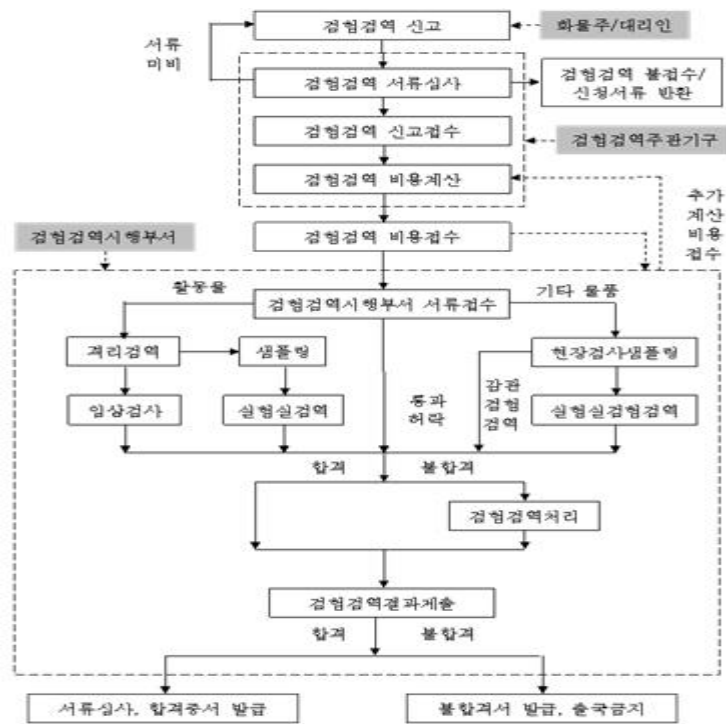 검험검역 신고
화물주/대리인
서류
미비
검험검역 서류심사
검험검역 불접수/
신청서류 반환
검험검역 신고접수
검험검역주관기구
검험검역 비용계산
추가
계산
비용
접수
검험검역시행부서
검험검역 비용접수
활동물
검험검역시행부서 서류접수
기타 물품
격리검역
샘플링
현장검사샘플링
통과
허락
감관
검험
검역
임상검사
실험실검역
실험실검험검역
합격
불합격
검험검역처리
검험검역결과제출
합격
불합격
서류심사, 합격증서 발급
불합격서 발급, 출국금지